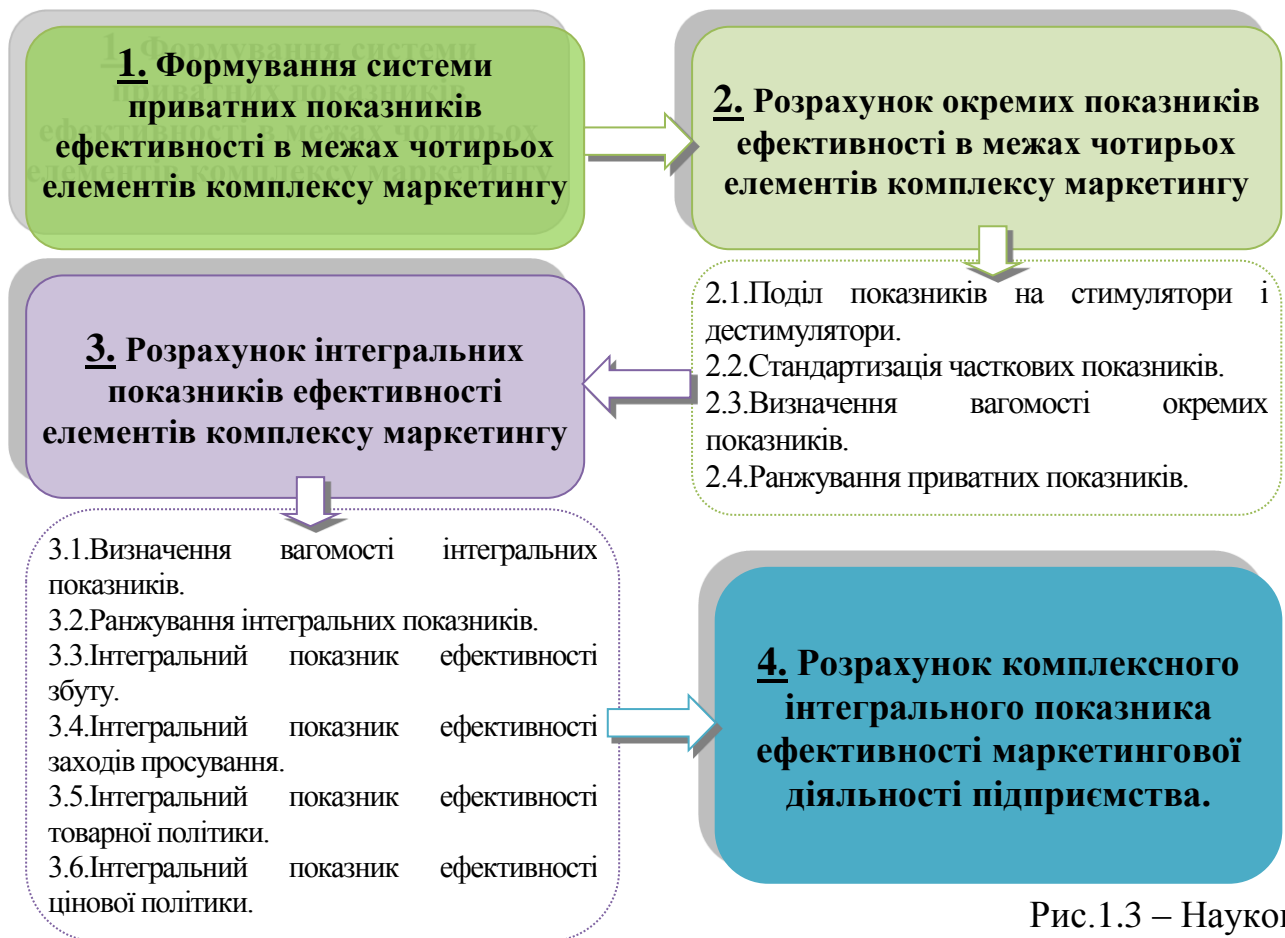 1. Формування системи
приватних показників
ефективності в межах чотирьох
елементів комплексу маркетингу
2. Розрахунок окремих показників
ефективності в межах чотирьох
елементів комплексу маркетингу
2.1.Поділ показників на стимулятори і
дестимулятори.
2.2.Стандартизація часткових показників.
2.3.Визначення вагомості окремих
показників.
2.4.Ранжування приватних показників.
3. Розрахунок інтегральних
показників ефективності
елементів комплексу маркетингу
3.1.Визначення вагомості інтегральних
показників.
3.2.Ранжування інтегральних показників.
3.3.Інтегральний показник ефективності
збуту.
3.4.Інтегральний показник ефективності
заходів просування.
3.5.Інтегральний показник ефективності
товарної політики.
3.6.Інтегральний показник ефективності
цінової політики.
4. Розрахунок комплексного
інтегрального показника
ефективності маркетингової
діяльності підприємства.
Рис.1.3 –